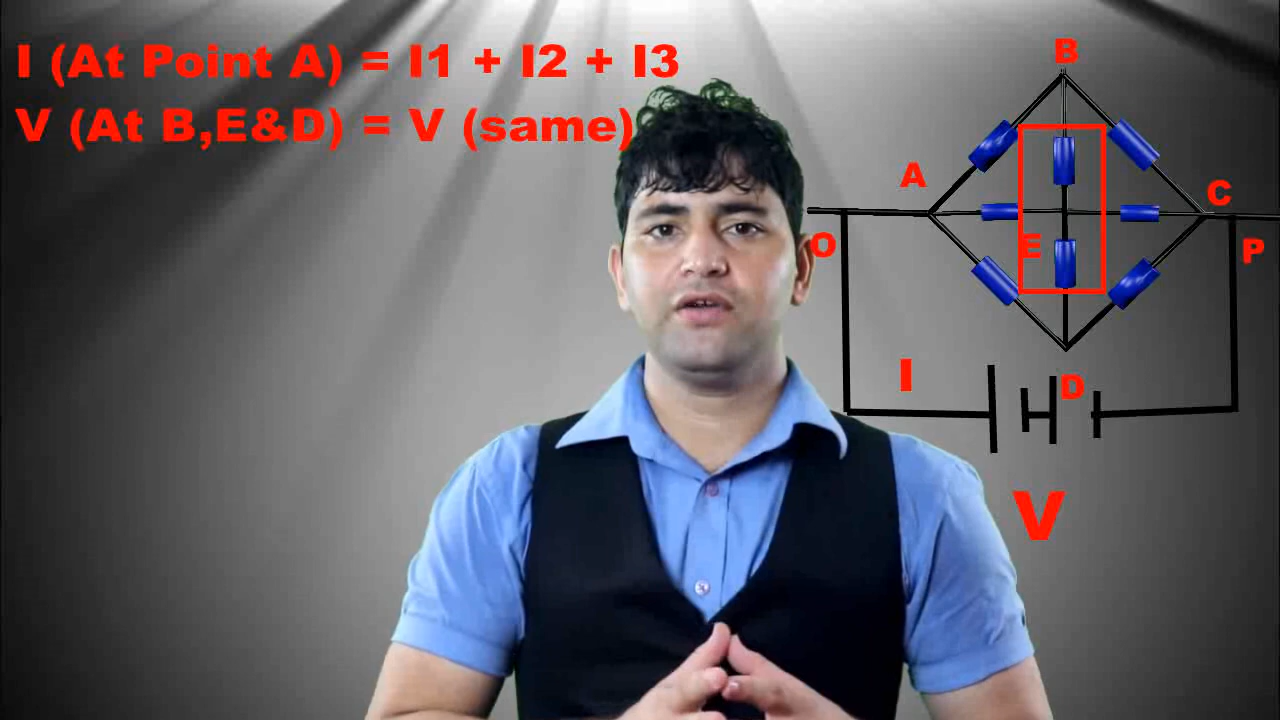 I (At Point A) = I1 + I2 + I3
V (At B,E&D) = V (same)
B
A
C
O
E
P
I
D
V